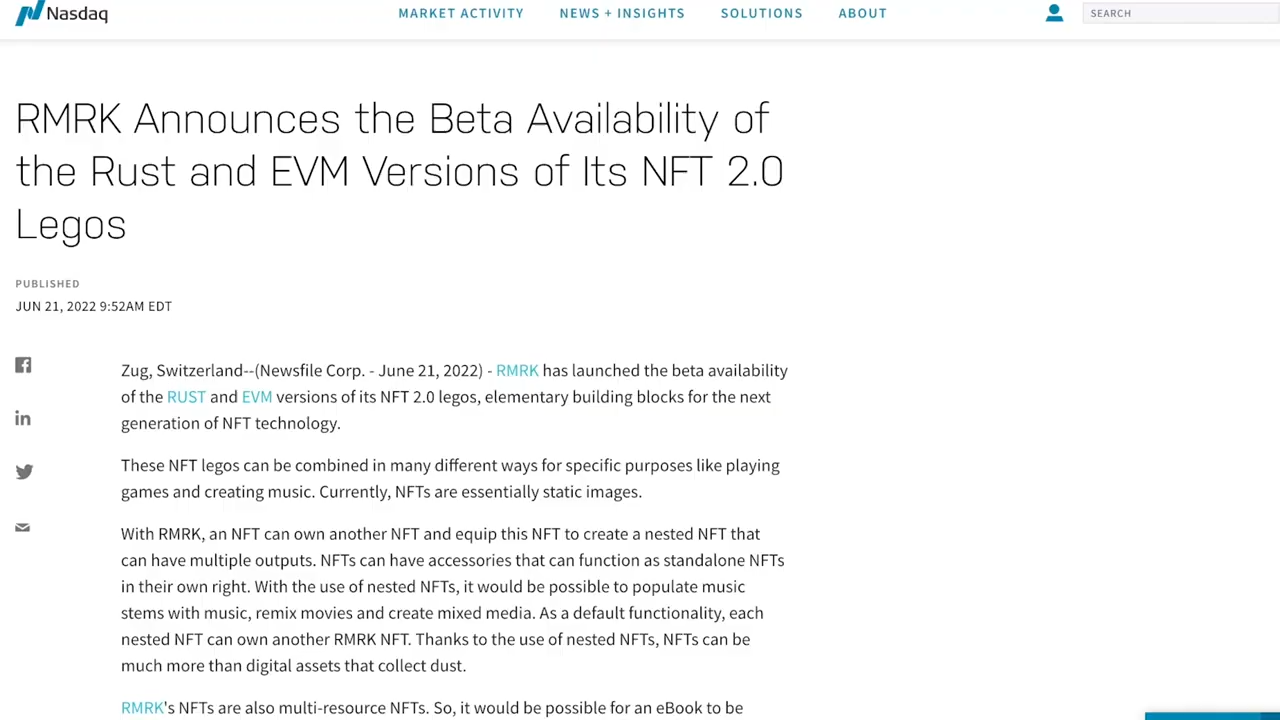 Nasdaq
MARKET ACTIVITY NEWS + INSIGHTS SOLUTIONS ABOUT SEARCH
RMRK Announces the Beta Availability of
the Rust and EVM Versions of Its NFT 2.0
Legos
PUBLISHED
JUN 21, 2022 9:52AM EDT
Zug, Switzerland--(Newsfile Corp. - June 21, 2022) - RMRK has launched the beta availability
of the RUST and EVM versions of its NFT 2.0 legos, elementary building blocks for the next
generation of NFT technology.
These NFT legos can be combined in many different ways for specific purposes like playing
games and creating music. Currently, NFTs are essentially static images.
With RMRK, an NFT can own another NFT and equip this NFT to create a nested NFT that
can have multiple outputs. NFTs can have accessories that can function as standalone NFTs
in their own right. With the use of nested NFTs, it would be possible to populate music
stems with music, remix movies and create mixed media. As a default functionality, each
nested NFT can own another RMRK NFT. Thanks to the use of nested NFTs, NFTs can be
much more than digital assets that collect dust.
RMRK's NFTs are also multi-resource NFTs. So, it would be possible for an eBook to be